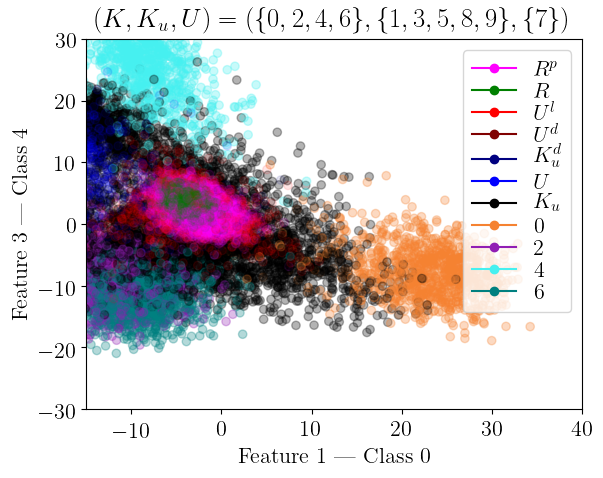 (K, K_u, U) = ({0, 2, 4, 6}, {1, 3, 5, 8, 9}, {7})
30
20
10
0
−10
−20
−30
Feature 3 — Class 4
R^p
R
U^l
U^d
K_u^d
U
K_u
0
2
4
6
−10
0
10
20
30
40
Feature 1 — Class 0